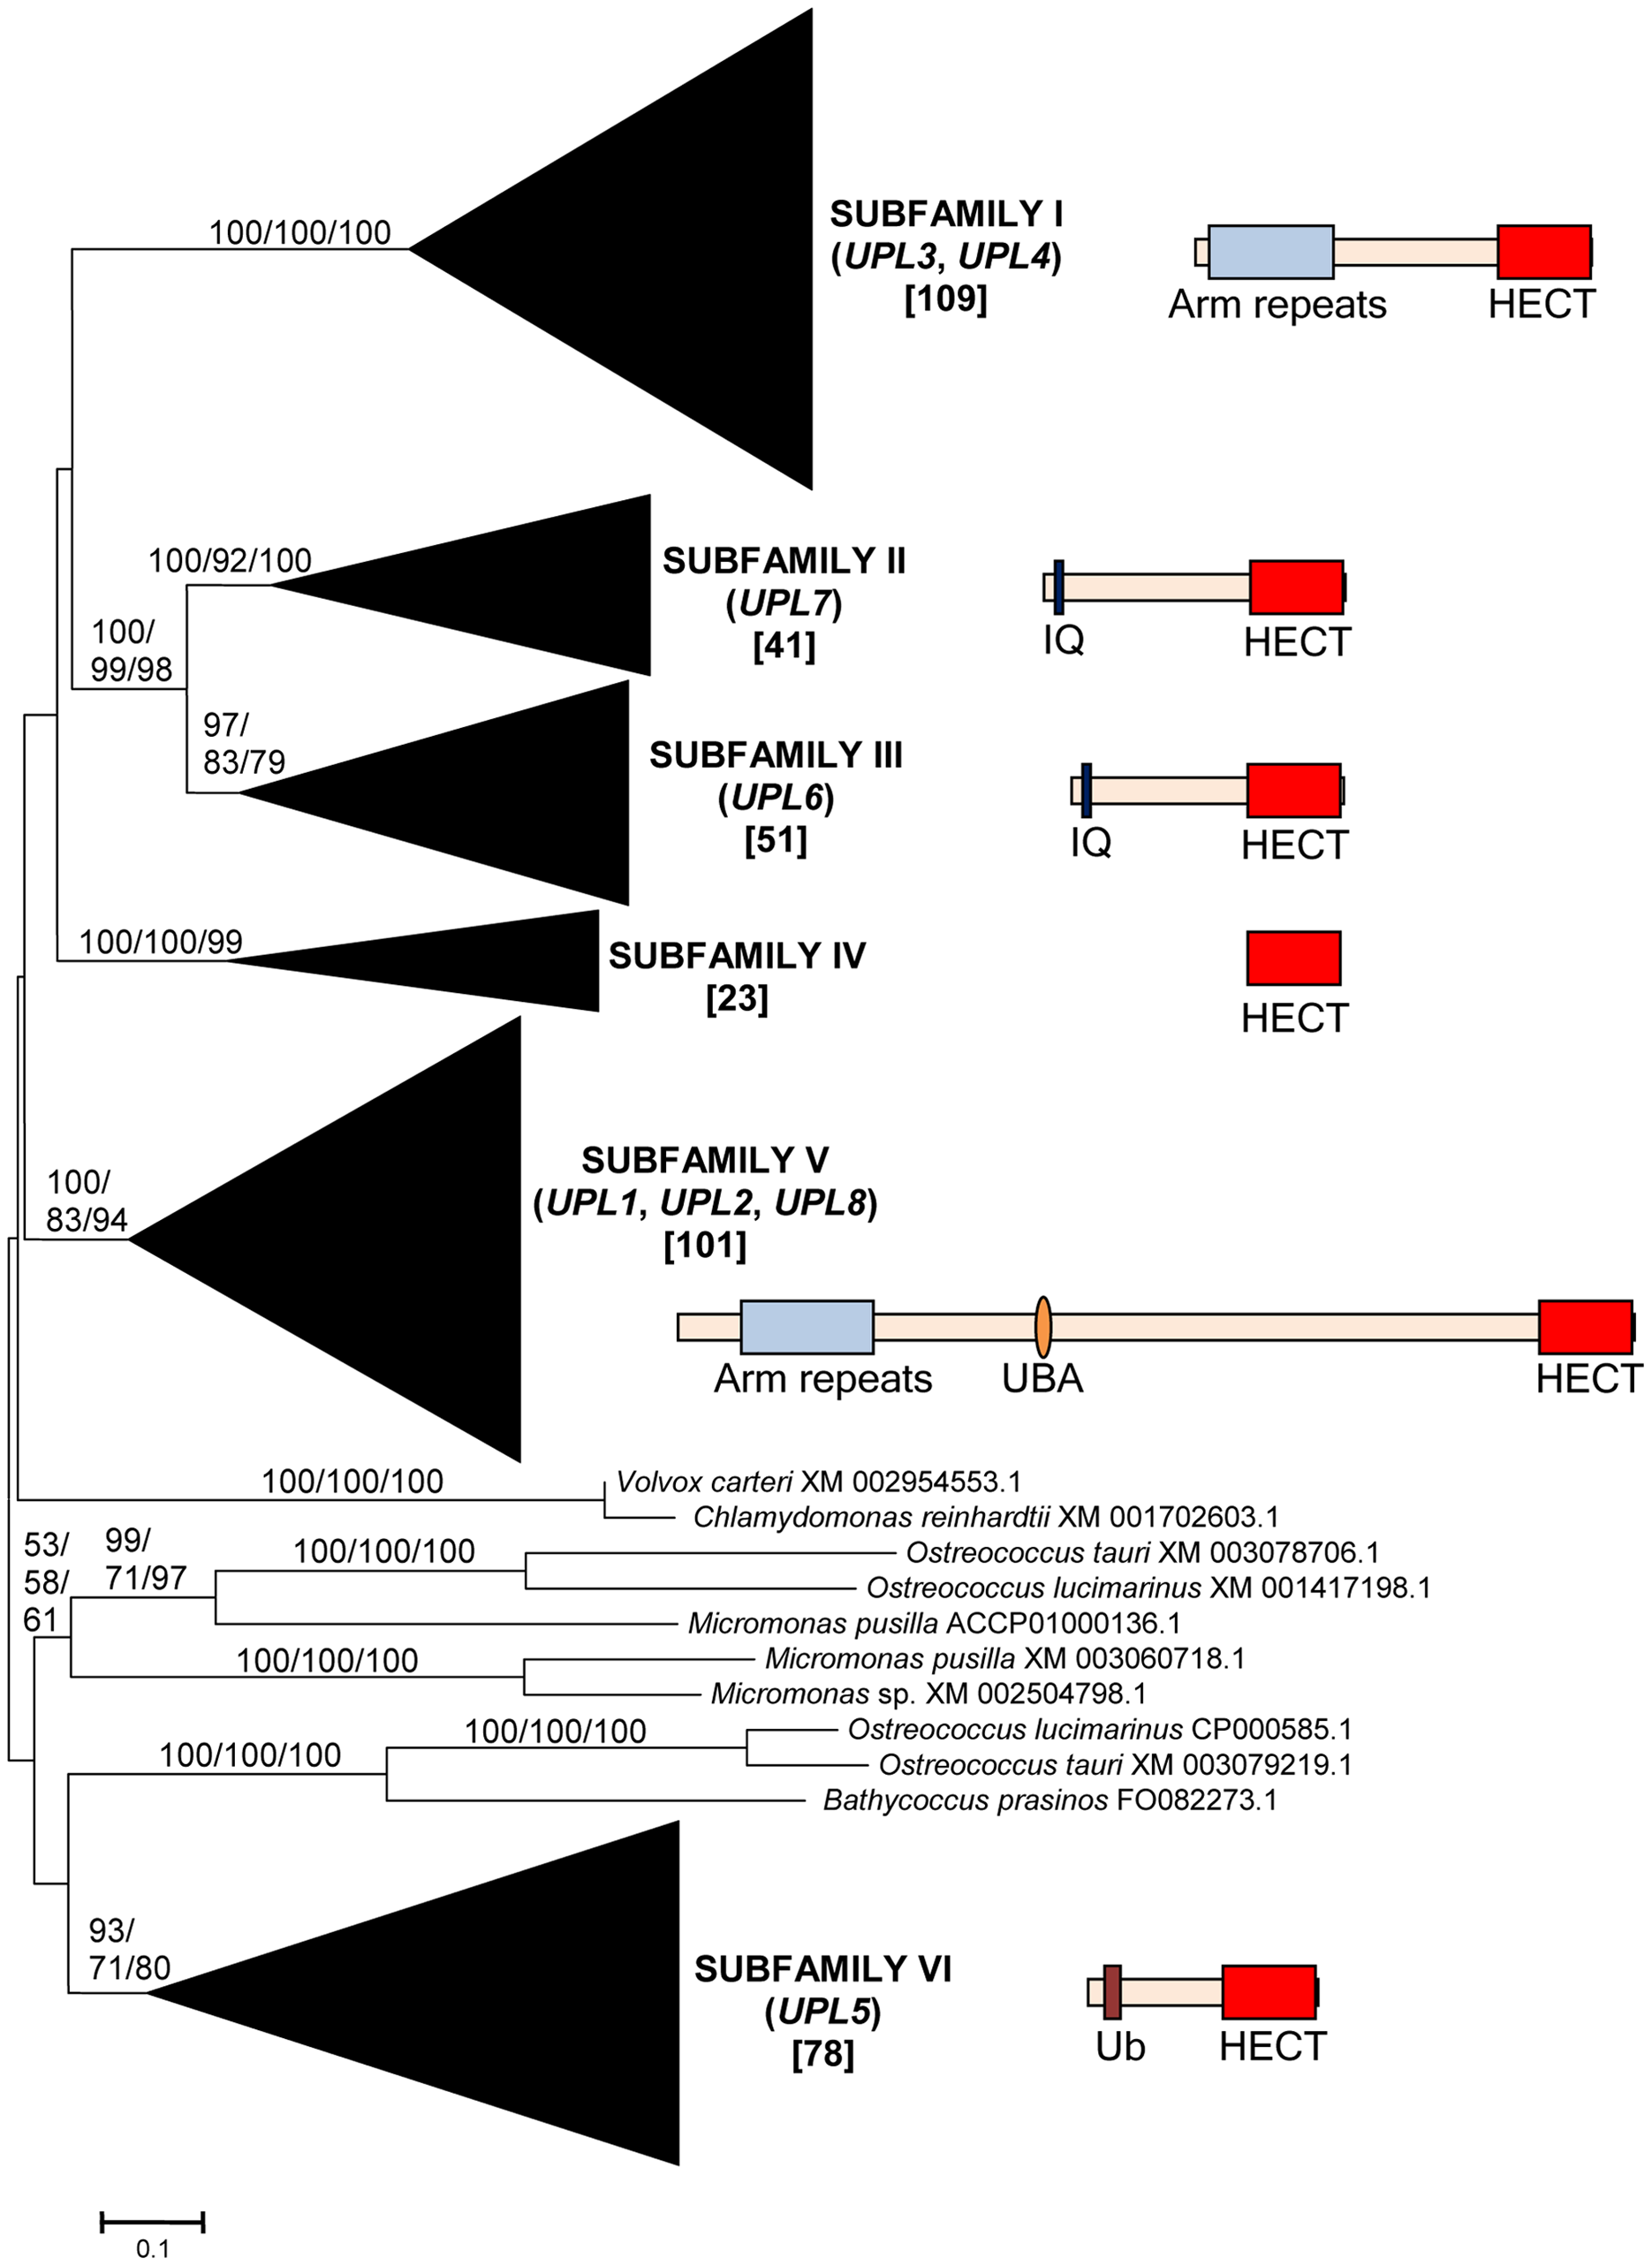 100/100/100
SUBFAMILY I
(UPL3, UPL4)
[109]
Arm repeats
HECT
100/92/100
SUBFAMILY II
(UPL7)
[41]
IQ
HECT
100/
99/98
97/
83/79
SUBFAMILY III
(UPL6)
[51]
IQ
HECT
100/100/99
SUBFAMILY IV
[23]
HECT
100/
83/94
SUBFAMILY V
(UPL1, UPL2, UPL8)
[101]
Arm repeats
UBA
HECT
100/100/100
Volvox carteri XM 002954553.1
Chlamydomonas reinhardtii XM 001702603.1
53/
58/
61
99/
71/97
100/100/100
Ostreococcus tauri XM 003078706.1
Ostreococcus lucimarinus XM 001417198.1
Micromonas pusilla ACCP01000136.1
100/100/100
Micromonas pusilla XM 003060718.1
Micromonas sp. XM 002504798.1
100/100/100
100/100/100
Ostreococcus lucimarinus CP000585.1
Ostreococcus tauri XM 003079219.1
Bathycoccus prasinos FO082273.1
93/
71/80
SUBFAMILY VI
(UPL5)
[78]
Ub
HECT
0.1